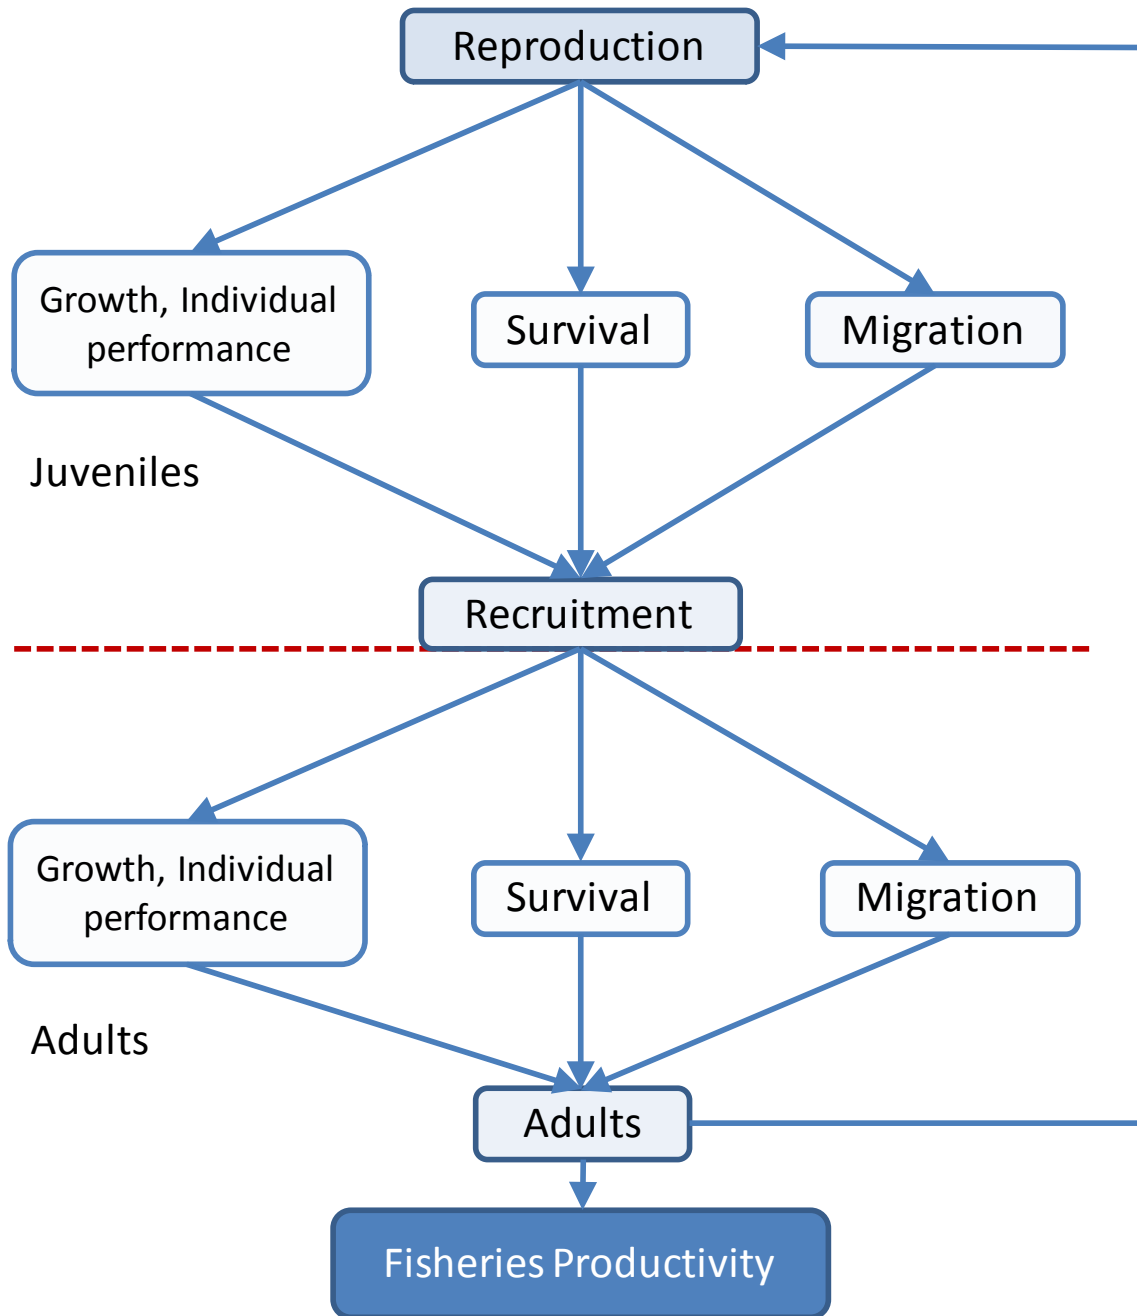 Reproduction
Growth, Individual
performance
Survival
Migration
Juveniles
Recruitment
Growth, Individual
performance
Survival
Migration
Adults
Adults
Fisheries Productivity